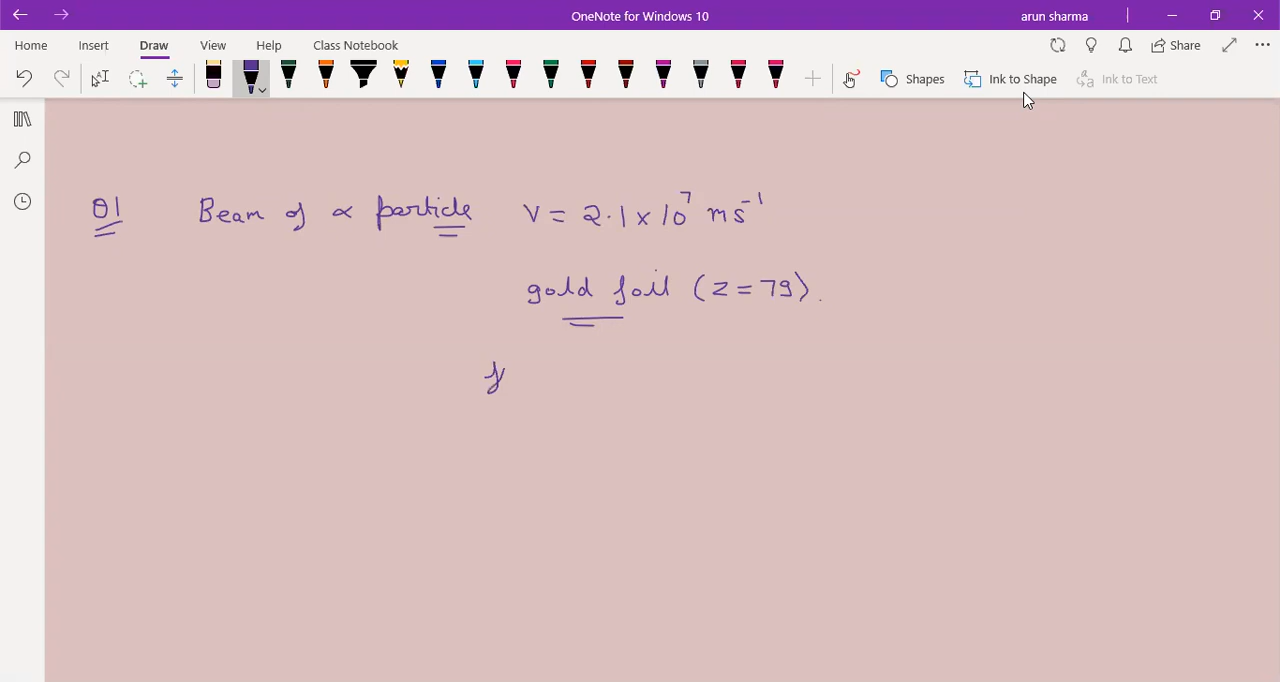 OneNote for Windows 10
arun sharma
Home Insert Draw View Help Class Notebook
Share
Shapes Ink to Shape Ink to Text
Q1 Beam of α particle v = 2.1 x 10⁷ ms⁻¹
gold foil (z = 79).